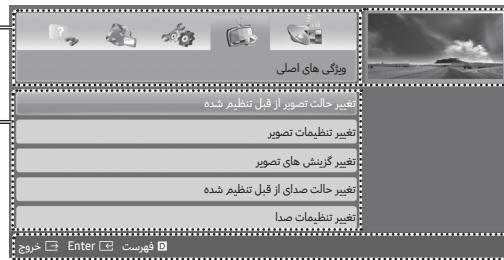 ویژگی های اصلی
تغییر حالت تصویر از قبل تنظیم شده
تغییر تنظیمات تصویر
تغییر گزینش های تصویر
تغییر حالت صدای از قبل تنظیم شده
تغییر تنظیمات صدا
D فهرست Enter خروج